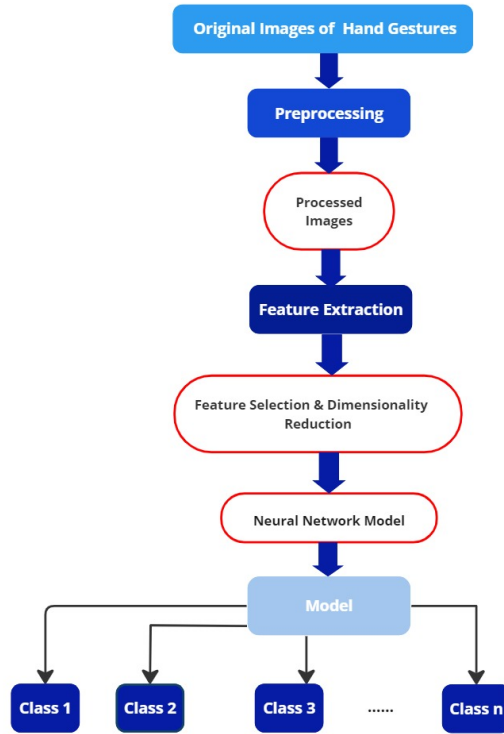 Original Images of Hand Gestures
Preprocessing
Processed
Images
Feature Extraction
Feature Selection & Dimensionality
Reduction
Neural Network Model
Model
Class 1
Class 2
Class 3
......
Class n